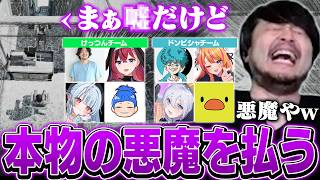 <まぁ嘘だけど
けっつんチーム
ドンピシャチーム
悪魔やw
本物の悪魔を払う